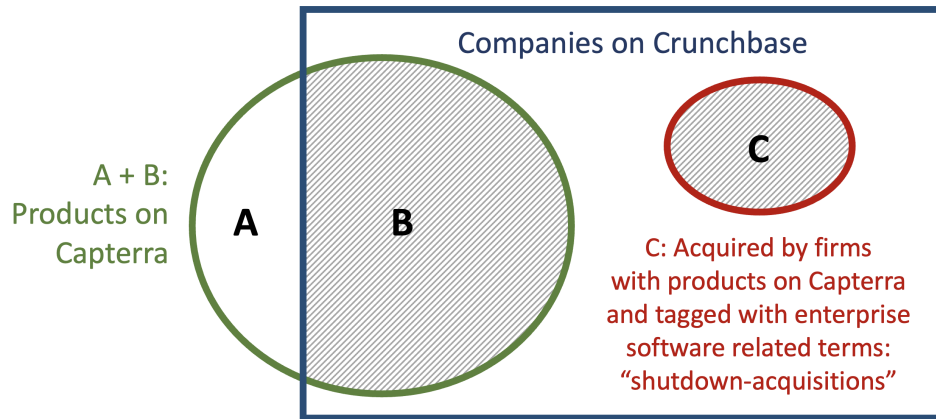 Companies on Crunchbase
A + B:
Products on
Capterra
A
B
C
C: Acquired by firms
with products on Capterra
and tagged with enterprise
software related terms:
“shutdown-acquisitions”